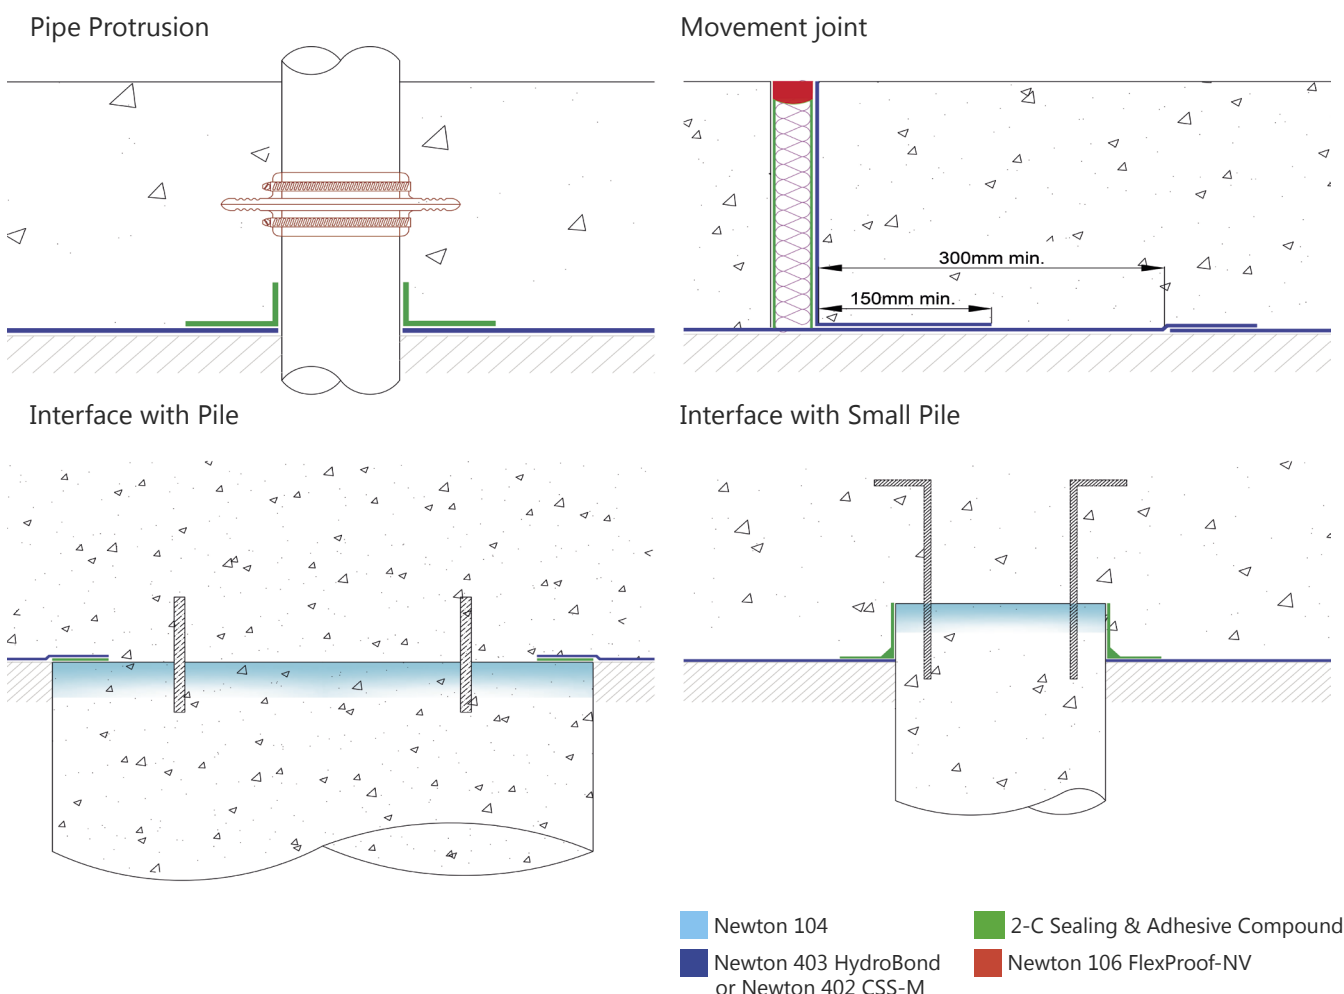 Pipe Protrusion
Movement joint
300mm min.
150mm min.
Interface with Pile
Interface with Small Pile
Newton 104
2-C Sealing & Adhesive Compound
Newton 403 HydroBond
or Newton 402 CSS-M
Newton 106 FlexProof-NV